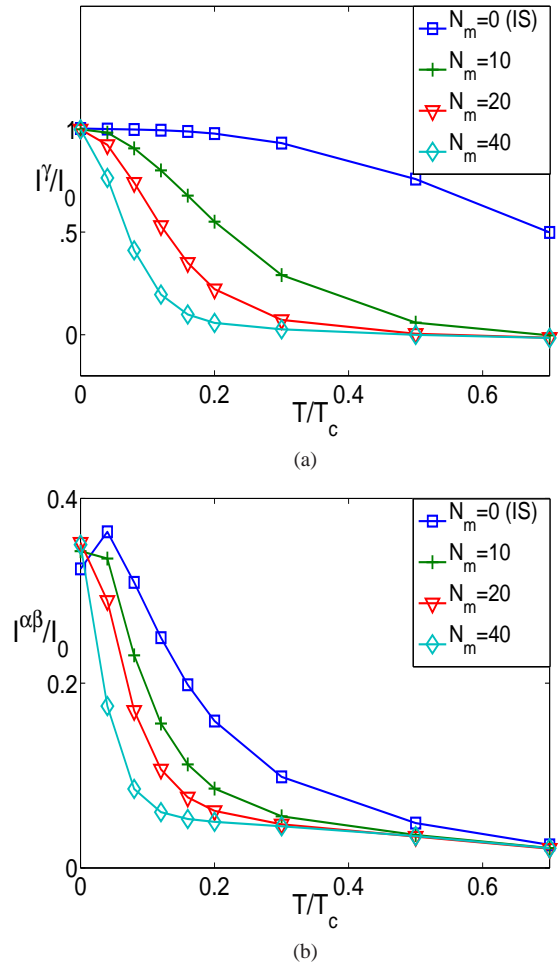 N_m=0 (IS)
N_m=10
N_m=20
N_m=40
1
.5
0
I^γ/I_0
0 0.2 0.4 0.6
T/T_c
(a)
0.4
0.2
0
I^{αβ}/I_0
N_m=0 (IS)
N_m=10
N_m=20
N_m=40
0 0.2 0.4 0.6
T/T_c
(b)